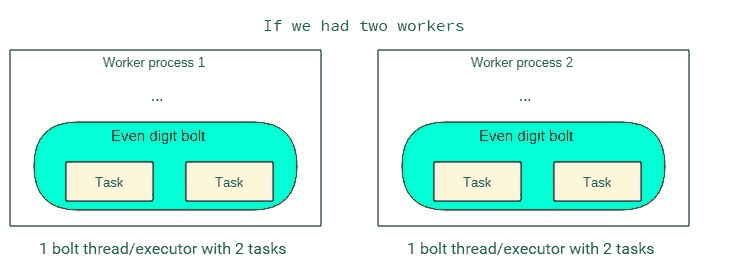 If we had two workers
Worker process 1
...
Even digit bolt
Task
Task
1 bolt thread/executor with 2 tasks
Worker process 2
...
Even digit bolt
Task
Task
1 bolt thread/executor with 2 tasks